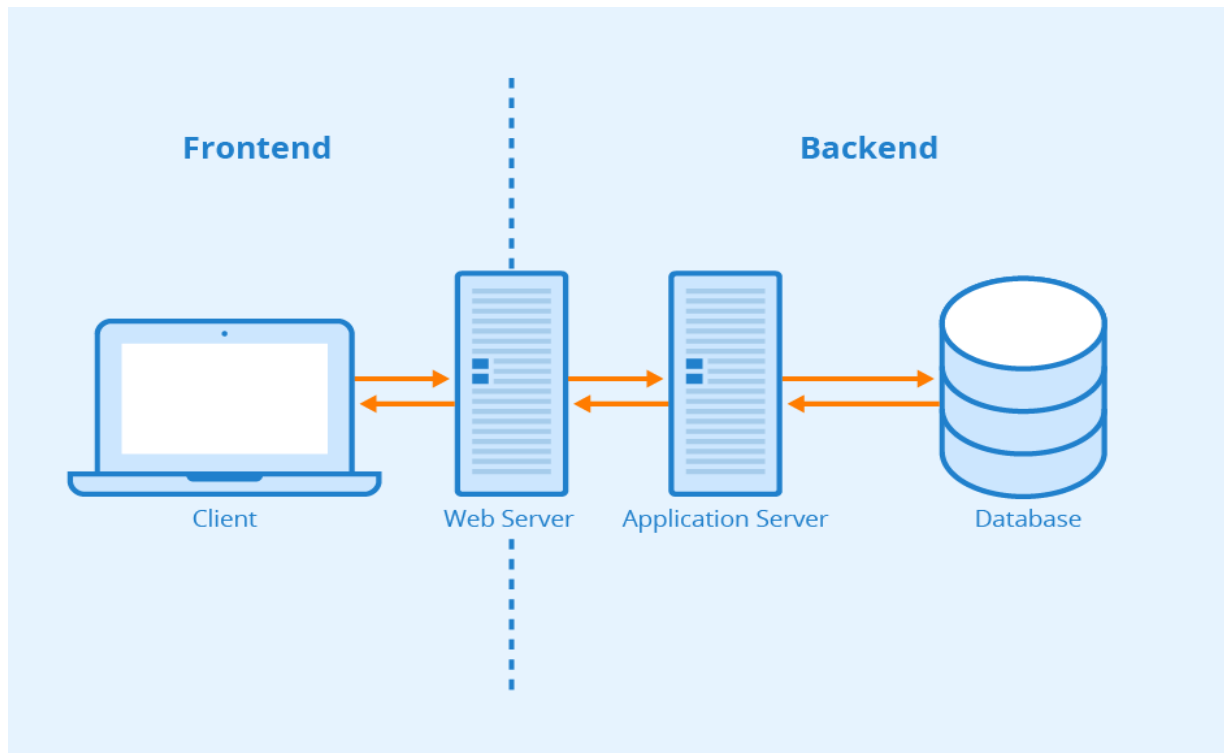 Frontend
Backend
Client
Web Server
Application Server
Database